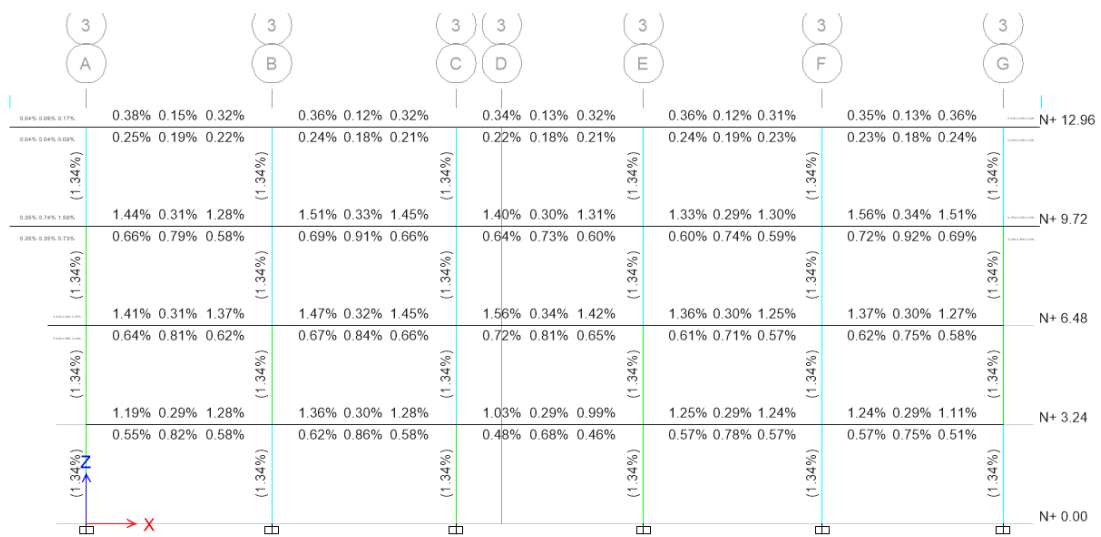 3 3 3 3 3 3 3
A B C D E F G
0.38% 0.15% 0.32% 0.36% 0.12% 0.32% 0.34% 0.13% 0.32% 0.36% 0.12% 0.31% 0.35% 0.13% 0.36%
N+ 12.96
0.25% 0.19% 0.22% 0.24% 0.18% 0.21% 0.22% 0.18% 0.21% 0.24% 0.19% 0.23% 0.23% 0.18% 0.24%
(1.34%) (1.34%) (1.34%) (1.34%) (1.34%) (1.34%)
1.44% 0.31% 1.28% 1.51% 0.33% 1.45% 1.40% 0.30% 1.31% 1.33% 0.29% 1.30% 1.56% 0.34% 1.51%
N+ 9.72
0.66% 0.79% 0.58% 0.69% 0.91% 0.66% 0.64% 0.73% 0.60% 0.60% 0.74% 0.59% 0.72% 0.92% 0.69%
(1.34%) (1.34%) (1.34%) (1.34%) (1.34%) (1.34%)
1.41% 0.31% 1.37% 1.47% 0.32% 1.45% 1.56% 0.34% 1.42% 1.36% 0.30% 1.25% 1.37% 0.30% 1.27%
N+ 6.48
0.64% 0.81% 0.62% 0.67% 0.84% 0.66% 0.72% 0.81% 0.65% 0.61% 0.71% 0.57% 0.62% 0.75% 0.58%
(1.34%) (1.34%) (1.34%) (1.34%) (1.34%) (1.34%)
1.19% 0.29% 1.28% 1.36% 0.30% 1.28% 1.03% 0.29% 0.99% 1.25% 0.29% 1.24% 1.24% 0.29% 1.11%
N+ 3.24
0.55% 0.82% 0.58% 0.62% 0.86% 0.58% 0.48% 0.68% 0.46% 0.57% 0.78% 0.57% 0.57% 0.75% 0.51%
(1.34%) (1.34%) (1.34%) (1.34%) (1.34%) (1.34%)
Z
X
N+ 0.00